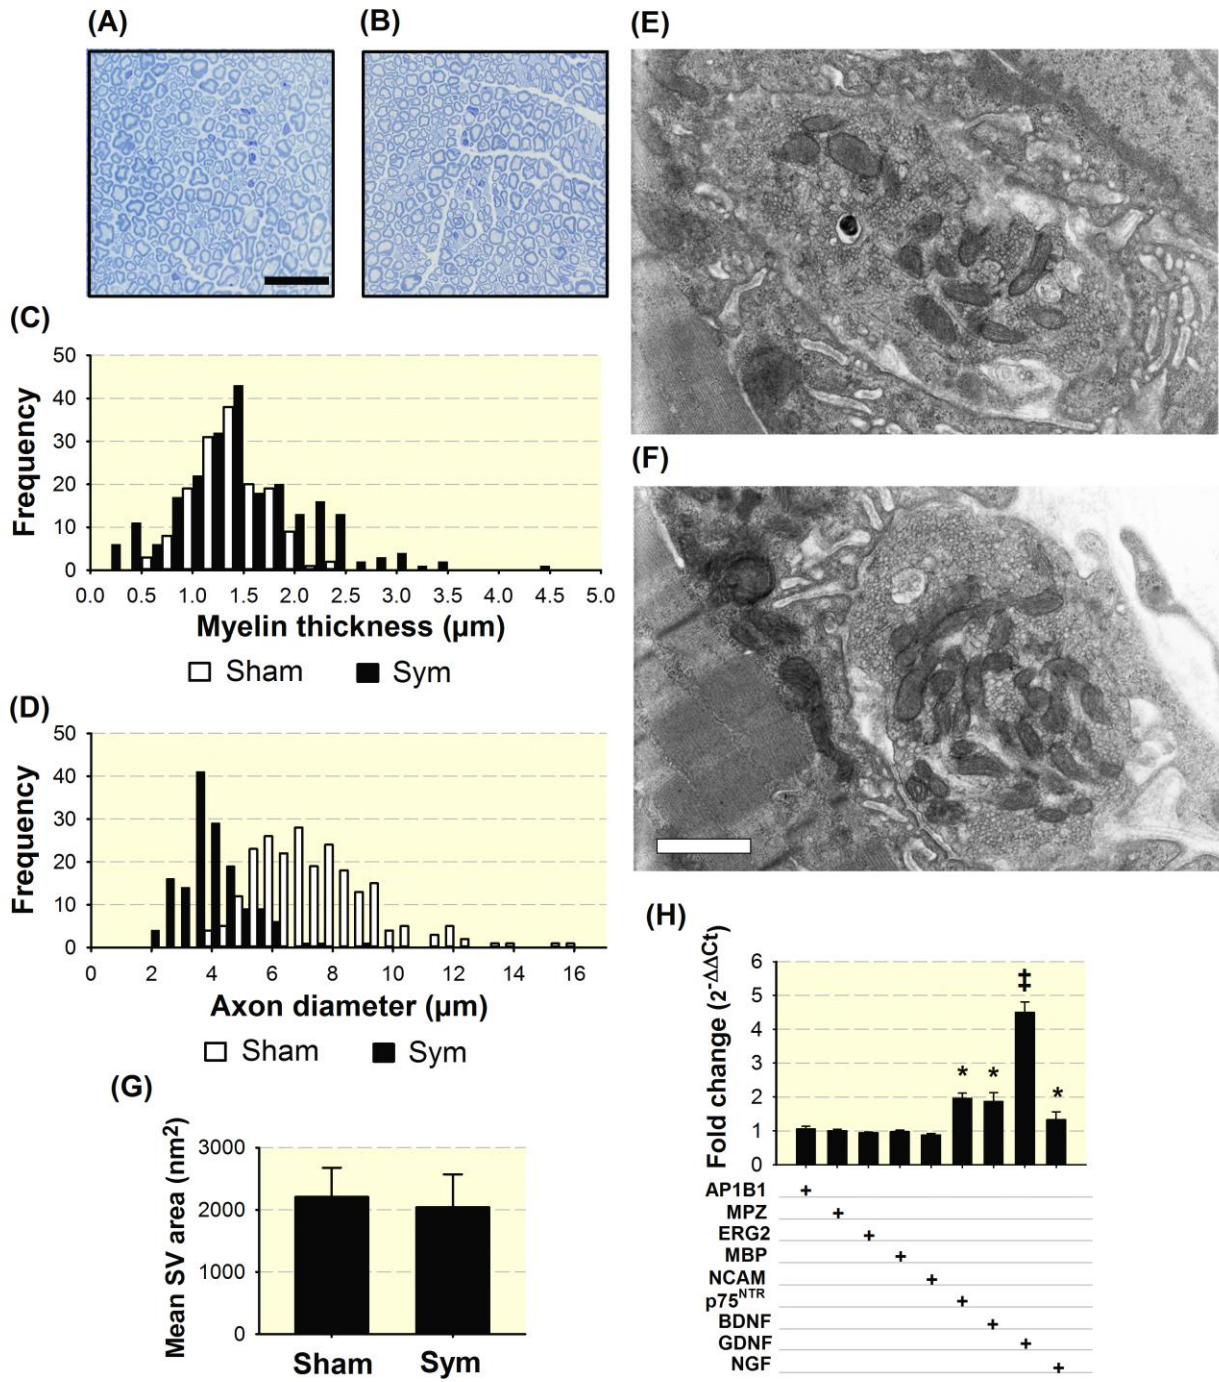 (A)
(B)
(C)
Frequency
50
40
30
20
10
0
0.0 0.5 1.0 1.5 2.0 2.5 3.0 3.5 4.0 4.5 5.0
Myelin thickness (µm)
Sham Sym
(D)
Frequency
50
40
30
20
10
0
0 2 4 6 8 10 12 14 16
Axon diameter (µm)
Sham Sym
(G)
Mean SV area (nm²)
3000
2000
1000
0
Sham Sym
(E)
(F)
(H)
Fold change (2^-ΔΔCt)
6
5
4
3
2
1
0
* * ‡ *
AP1B1 +
MPZ +
ERG2 +
MBP +
NCAM +
p75^NTR +
BDNF +
GDNF +
NGF +